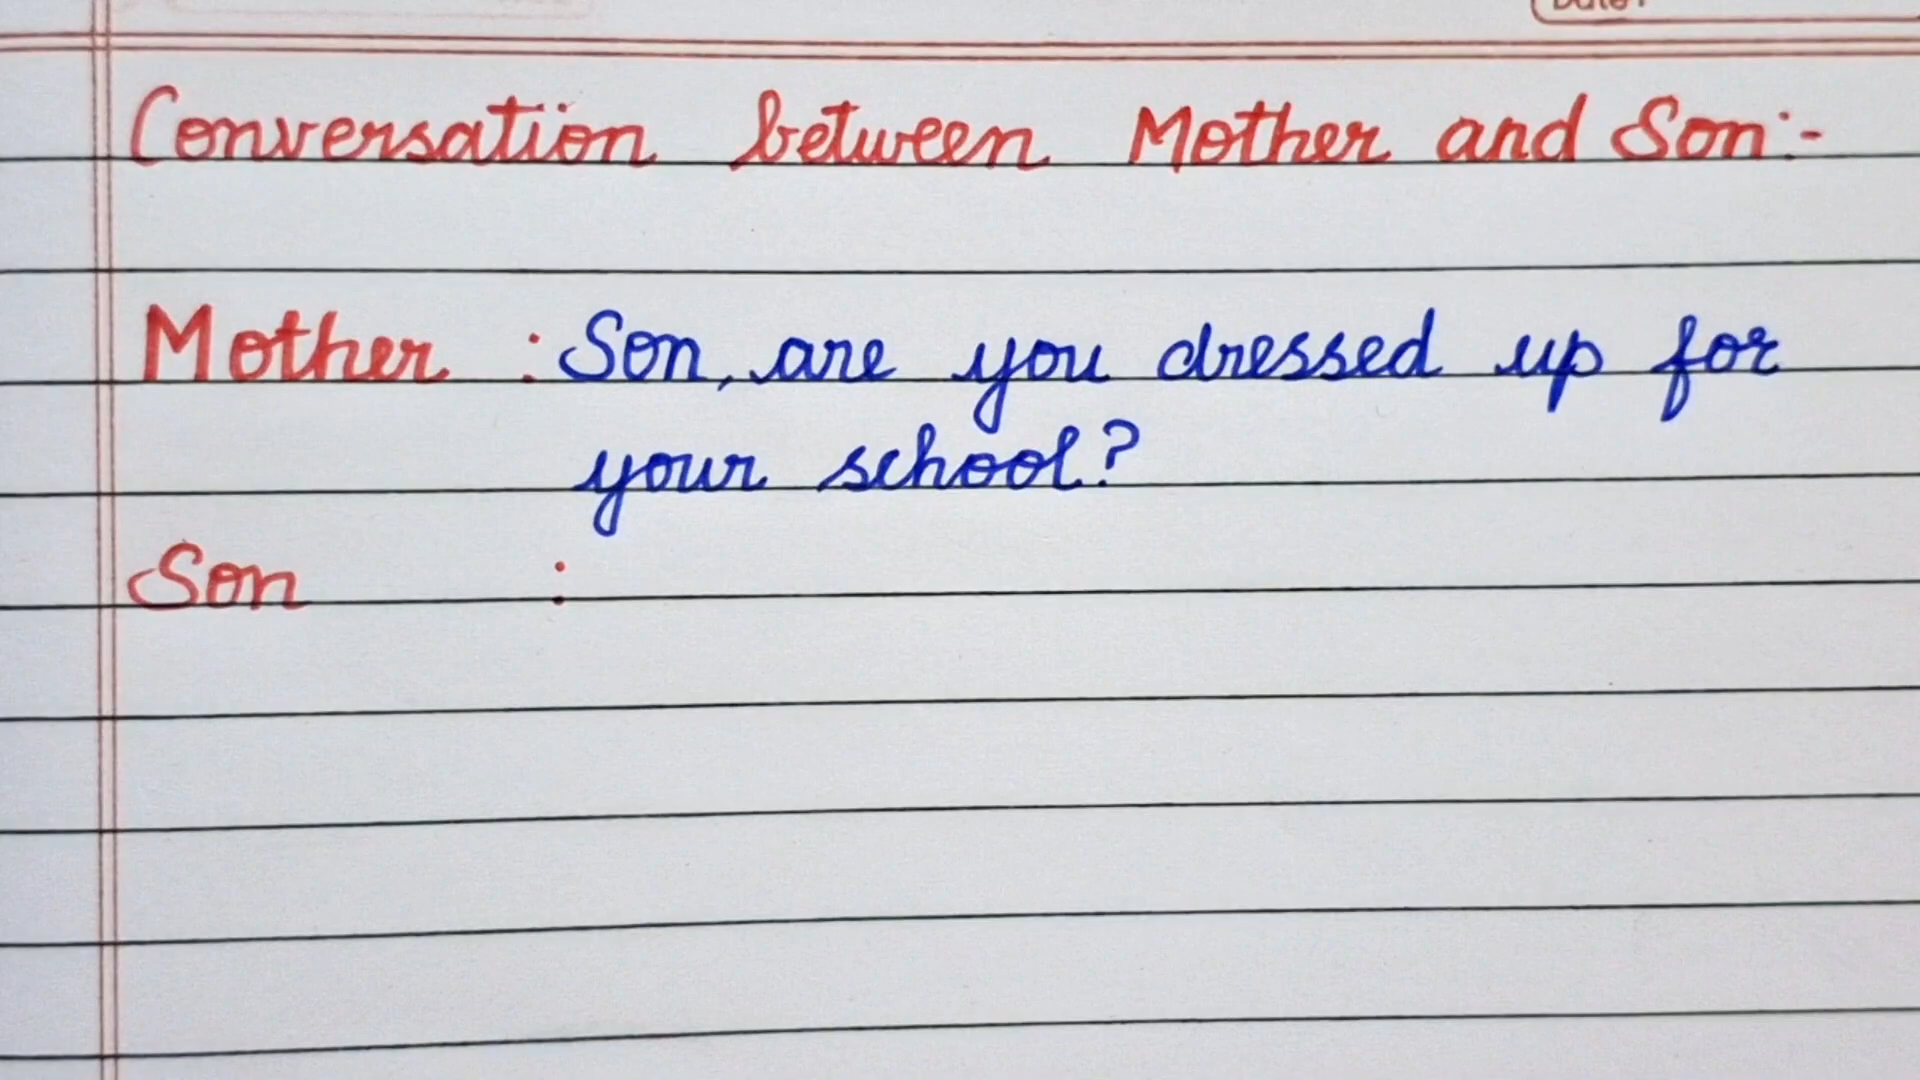 Conversation between Mother and Son:-
Mother : Son, are you dressed up for
your school?
Son :